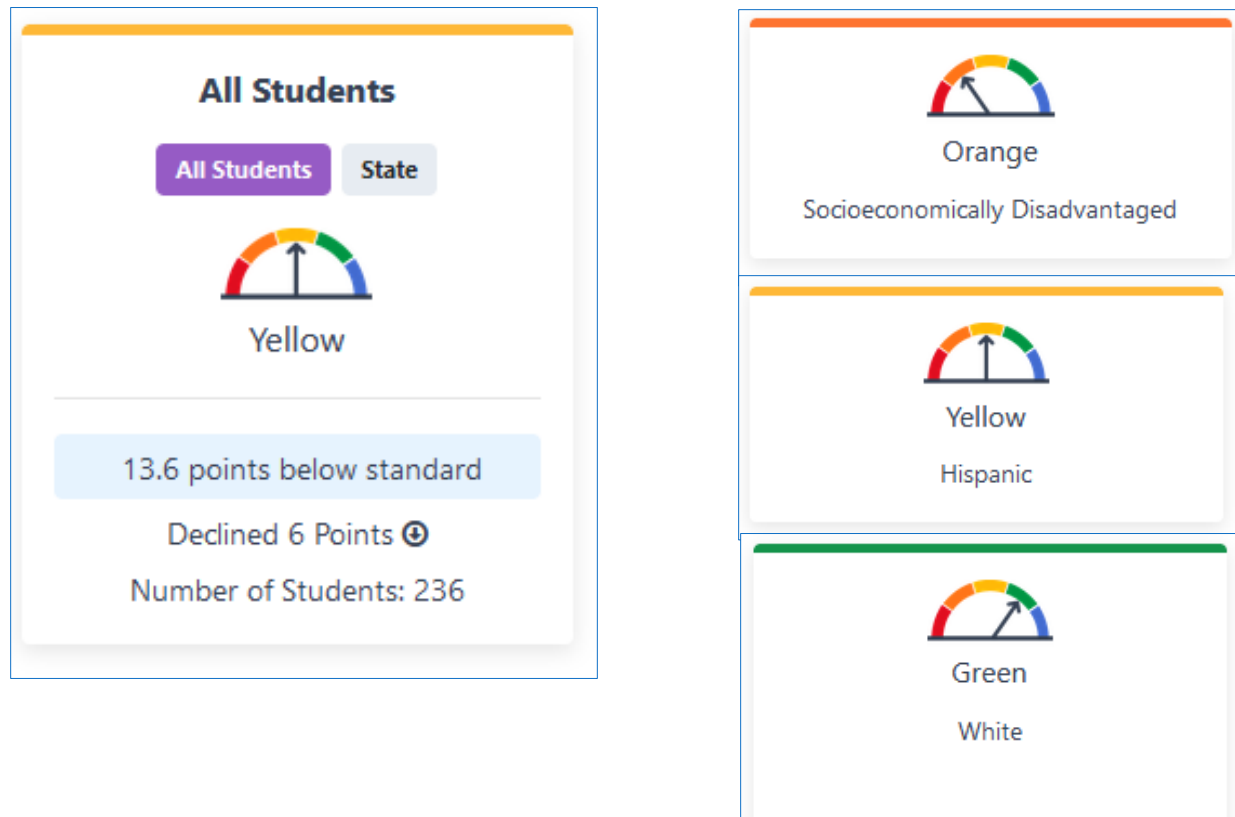 All Students
All Students State
Yellow
13.6 points below standard
Declined 6 Points
Number of Students: 236
Orange
Socioeconomically Disadvantaged
Yellow
Hispanic
Green
White